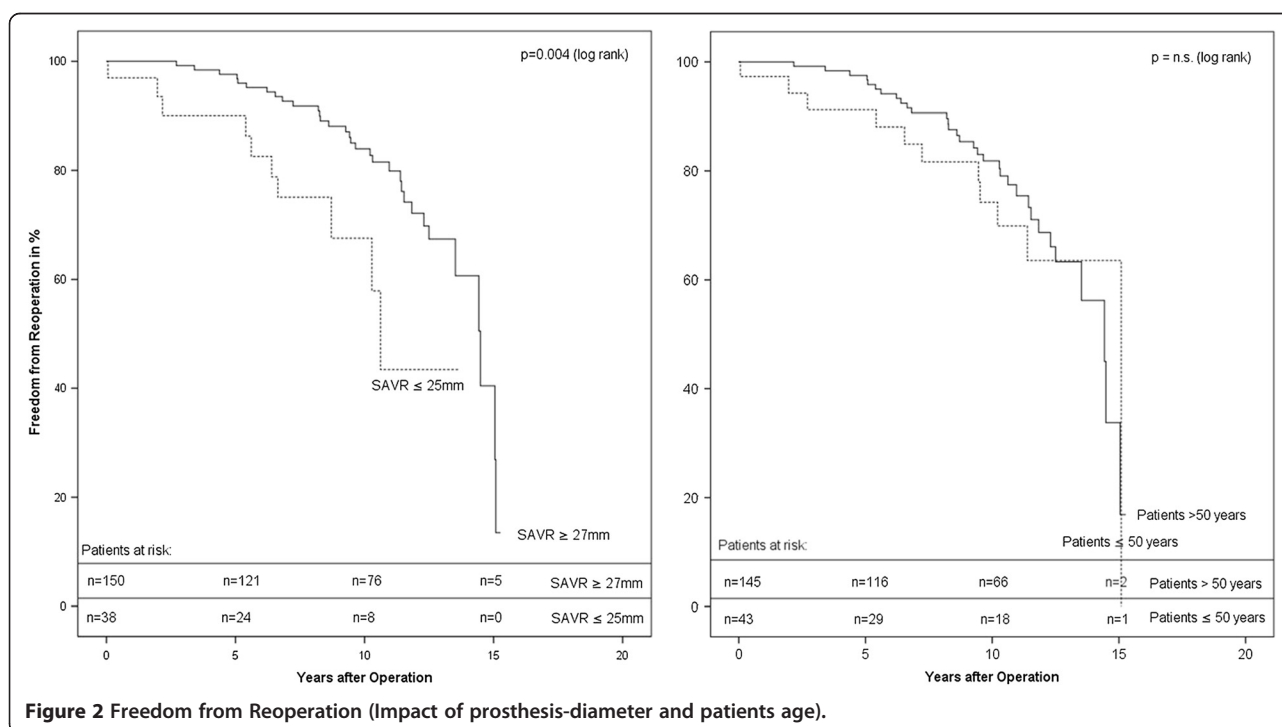 p=0.004 (log rank)
100
80
60
40
20
0
Freedom from Reoperation in %
SAVR ≤ 25mm
SAVR ≥ 27mm
Patients at risk:
n=150 n=121 n=76 n=5 SAVR ≥ 27mm
n=38 n=24 n=8 n=0 SAVR ≤ 25mm
0 5 10 15 20
Years after Operation
p = n.s. (log rank)
100
80
60
40
20
0
Patients >50 years
Patients ≤ 50 years
Patients at risk:
n=145 n=116 n=66 n=2 Patients > 50 years
n=43 n=29 n=18 n=1 Patients ≤ 50 years
0 5 10 15 20
Years after Operation
Figure 2 Freedom from Reoperation (Impact of prosthesis-diameter and patients age).